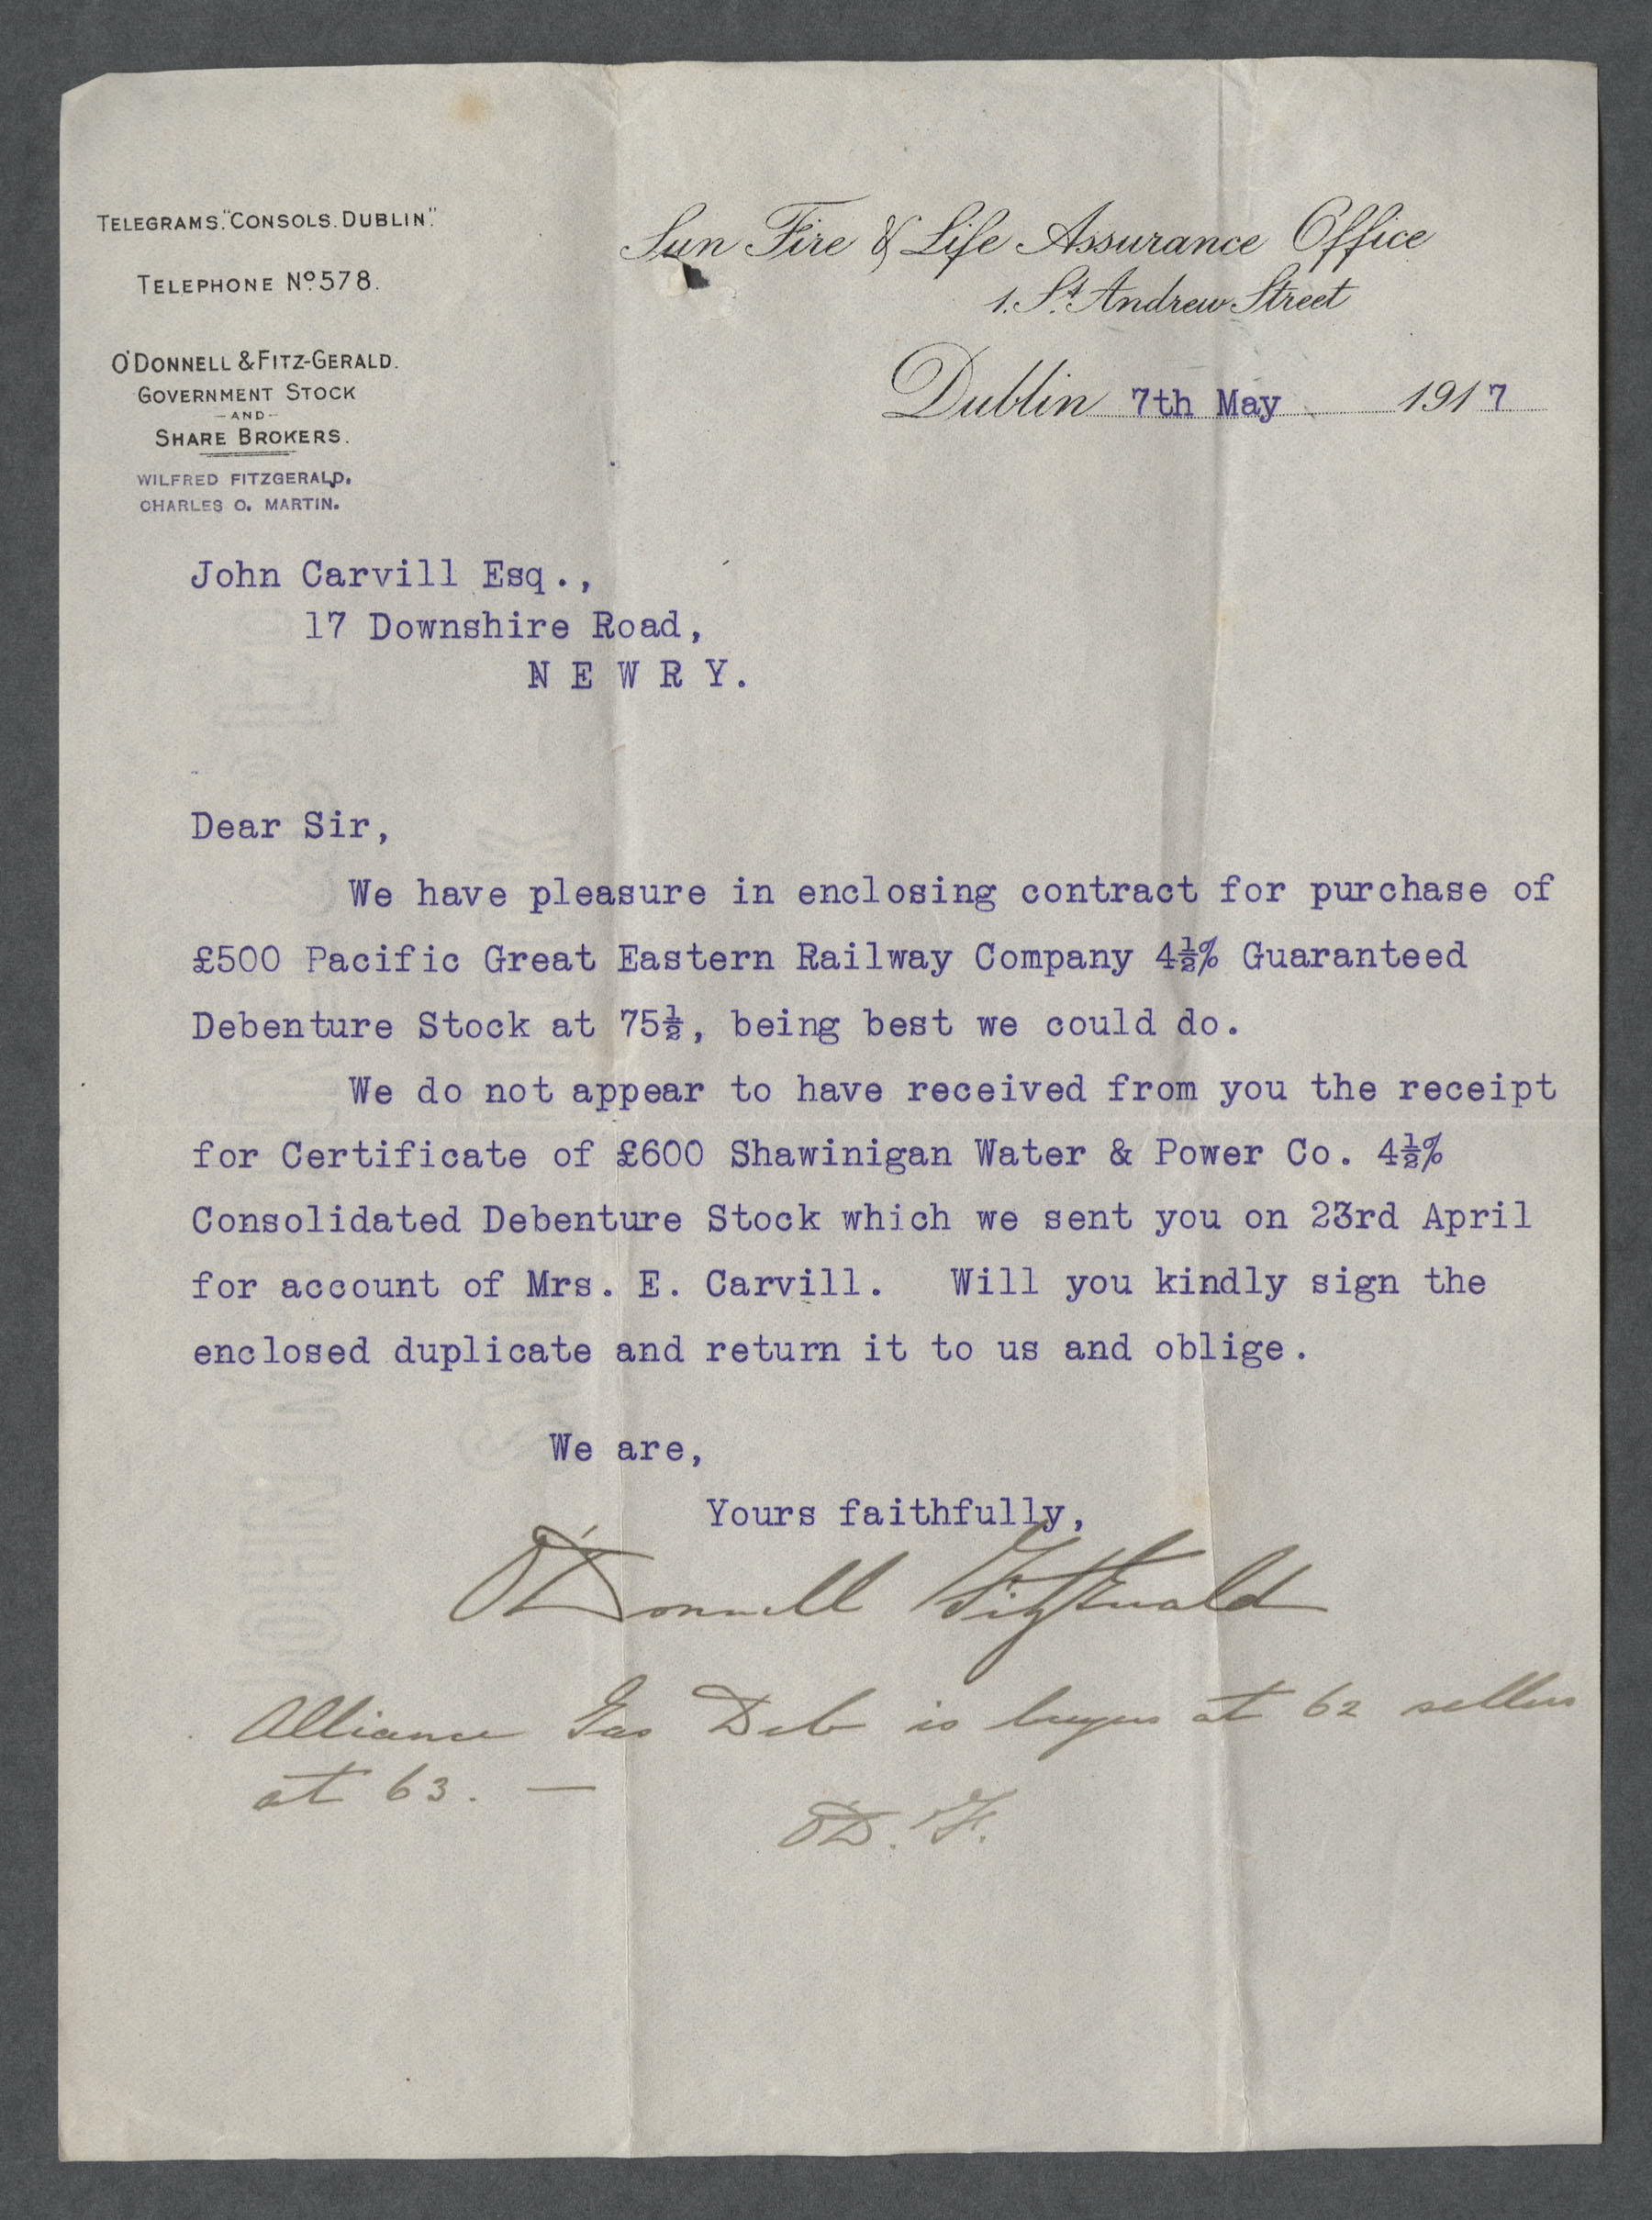 TELEGRAMS. "CONSOLS. DUBLIN".
TELEPHONE Nº 578.
O'DONNELL & FITZ-GERALD.
GOVERNMENT STOCK
-AND-
SHARE BROKERS.
WILFRED FITZGERALD.
CHARLES O. MARTIN.
Sun Fire & Life Assurance Office
1. St. Andrew Street
Dublin 7th May 1917
John Carvill Esq.,
17 Downshire Road,
N E W R Y.
Dear Sir,
We have pleasure in enclosing contract for purchase of
£500 Pacific Great Eastern Railway Company 4½% Guaranteed
Debenture Stock at 75½, being best we could do.
We do not appear to have received from you the receipt
for Certificate of £600 Shawinigan Water & Power Co. 4½%
Consolidated Debenture Stock which we sent you on 23rd April
for account of Mrs. E. Carvill. Will you kindly sign the
enclosed duplicate and return it to us and oblige.
We are,
Yours faithfully,
O'Donnell Fitzgerald
Alliance Gas Deb is buyers at 62 sellers
at 63. —
O'D. F.